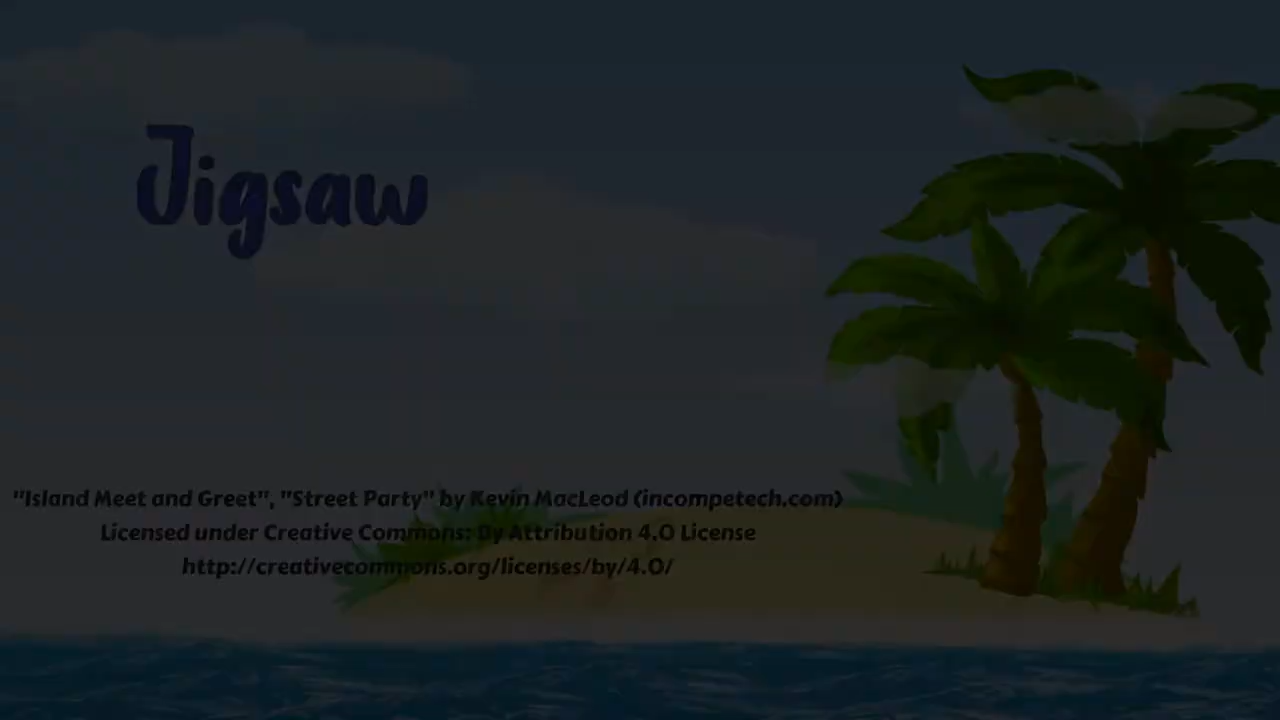 Jigsaw
"Island Meet and Greet", "Street Party" by Kevin MacLeod (incompetech.com)
Licensed under Creative Commons: By Attribution 4.0 License
http://creativecommons.org/licenses/by/4.0/